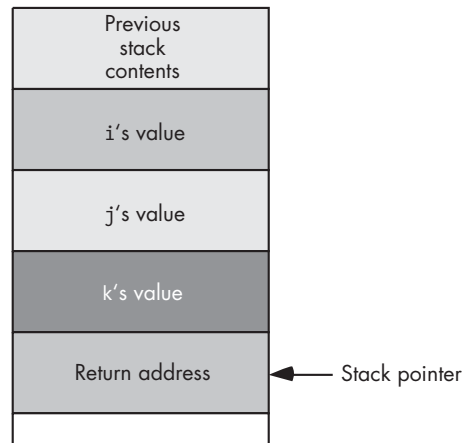 Previous
stack
contents
i‘s value
j‘s value
k‘s value
Return address
Stack pointer